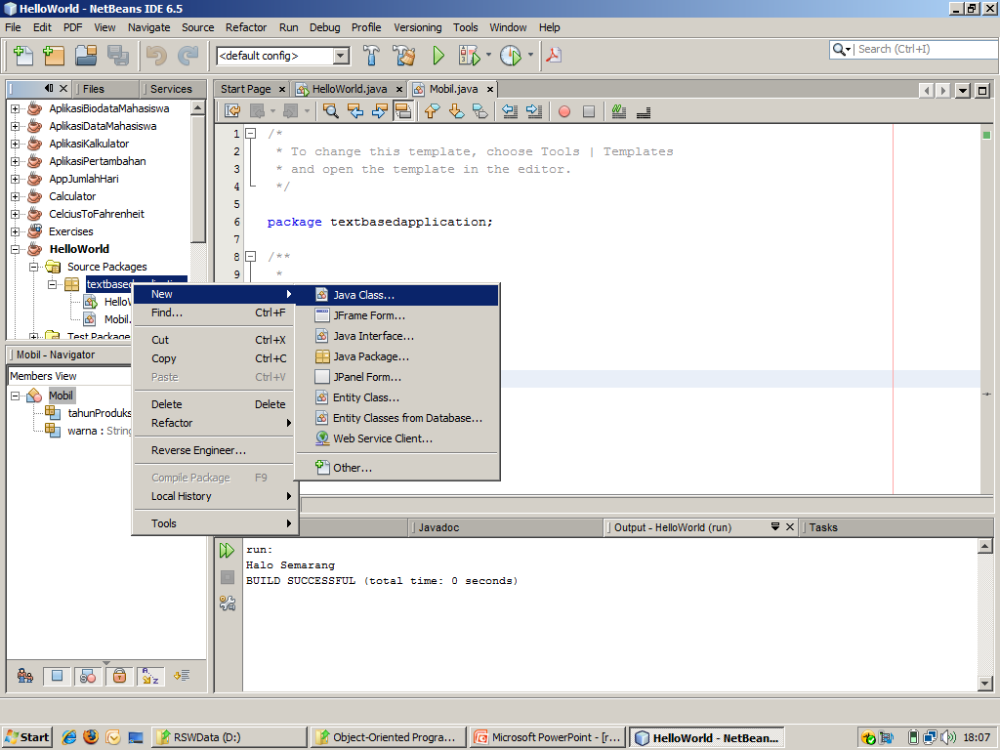 HelloWorld - NetBeans IDE 6.5
File Edit PDF View Navigate Source Refactor Run Debug Profile Versioning Tools Window Help
<default config>
Search (Ctrl+I)
Files
Services
Start Page
HelloWorld.java
Mobil.java
AplikasiBiodataMahasiswa
AplikasiDataMahasiswa
AplikasiKalkulator
AplikasiPertambahan
AppJumlahHari
Calculator
CelciusToFahrenheit
Exercises
HelloWorld
Source Packages
textbased
HelloW
Mobil.
Test Package
1 /*
2 * To change this template, choose Tools | Templates
3 * and open the template in the editor.
4 */
5
6 package textbasedapplication;
7
8 /**
9 *
New
Find... Ctrl+F
Cut Ctrl+X
Copy Ctrl+C
Paste Ctrl+V
Delete Delete
Refactor
Reverse Engineer...
Compile Package F9
Local History
Tools
Java Class...
JFrame Form...
Java Interface...
Java Package...
JPanel Form...
Entity Class...
Entity Classes from Database...
Web Service Client...
Other...
Mobil - Navigator
Members View
Mobil
tahunProduks
warna : String
Javadoc
Output - HelloWorld (run)
Tasks
run:
Halo Semarang
BUILD SUCCESSFUL (total time: 0 seconds)
Start
RSWData (D:)
Object-Oriented Progra...
Microsoft PowerPoint - [r...
HelloWorld - NetBean...
18:07